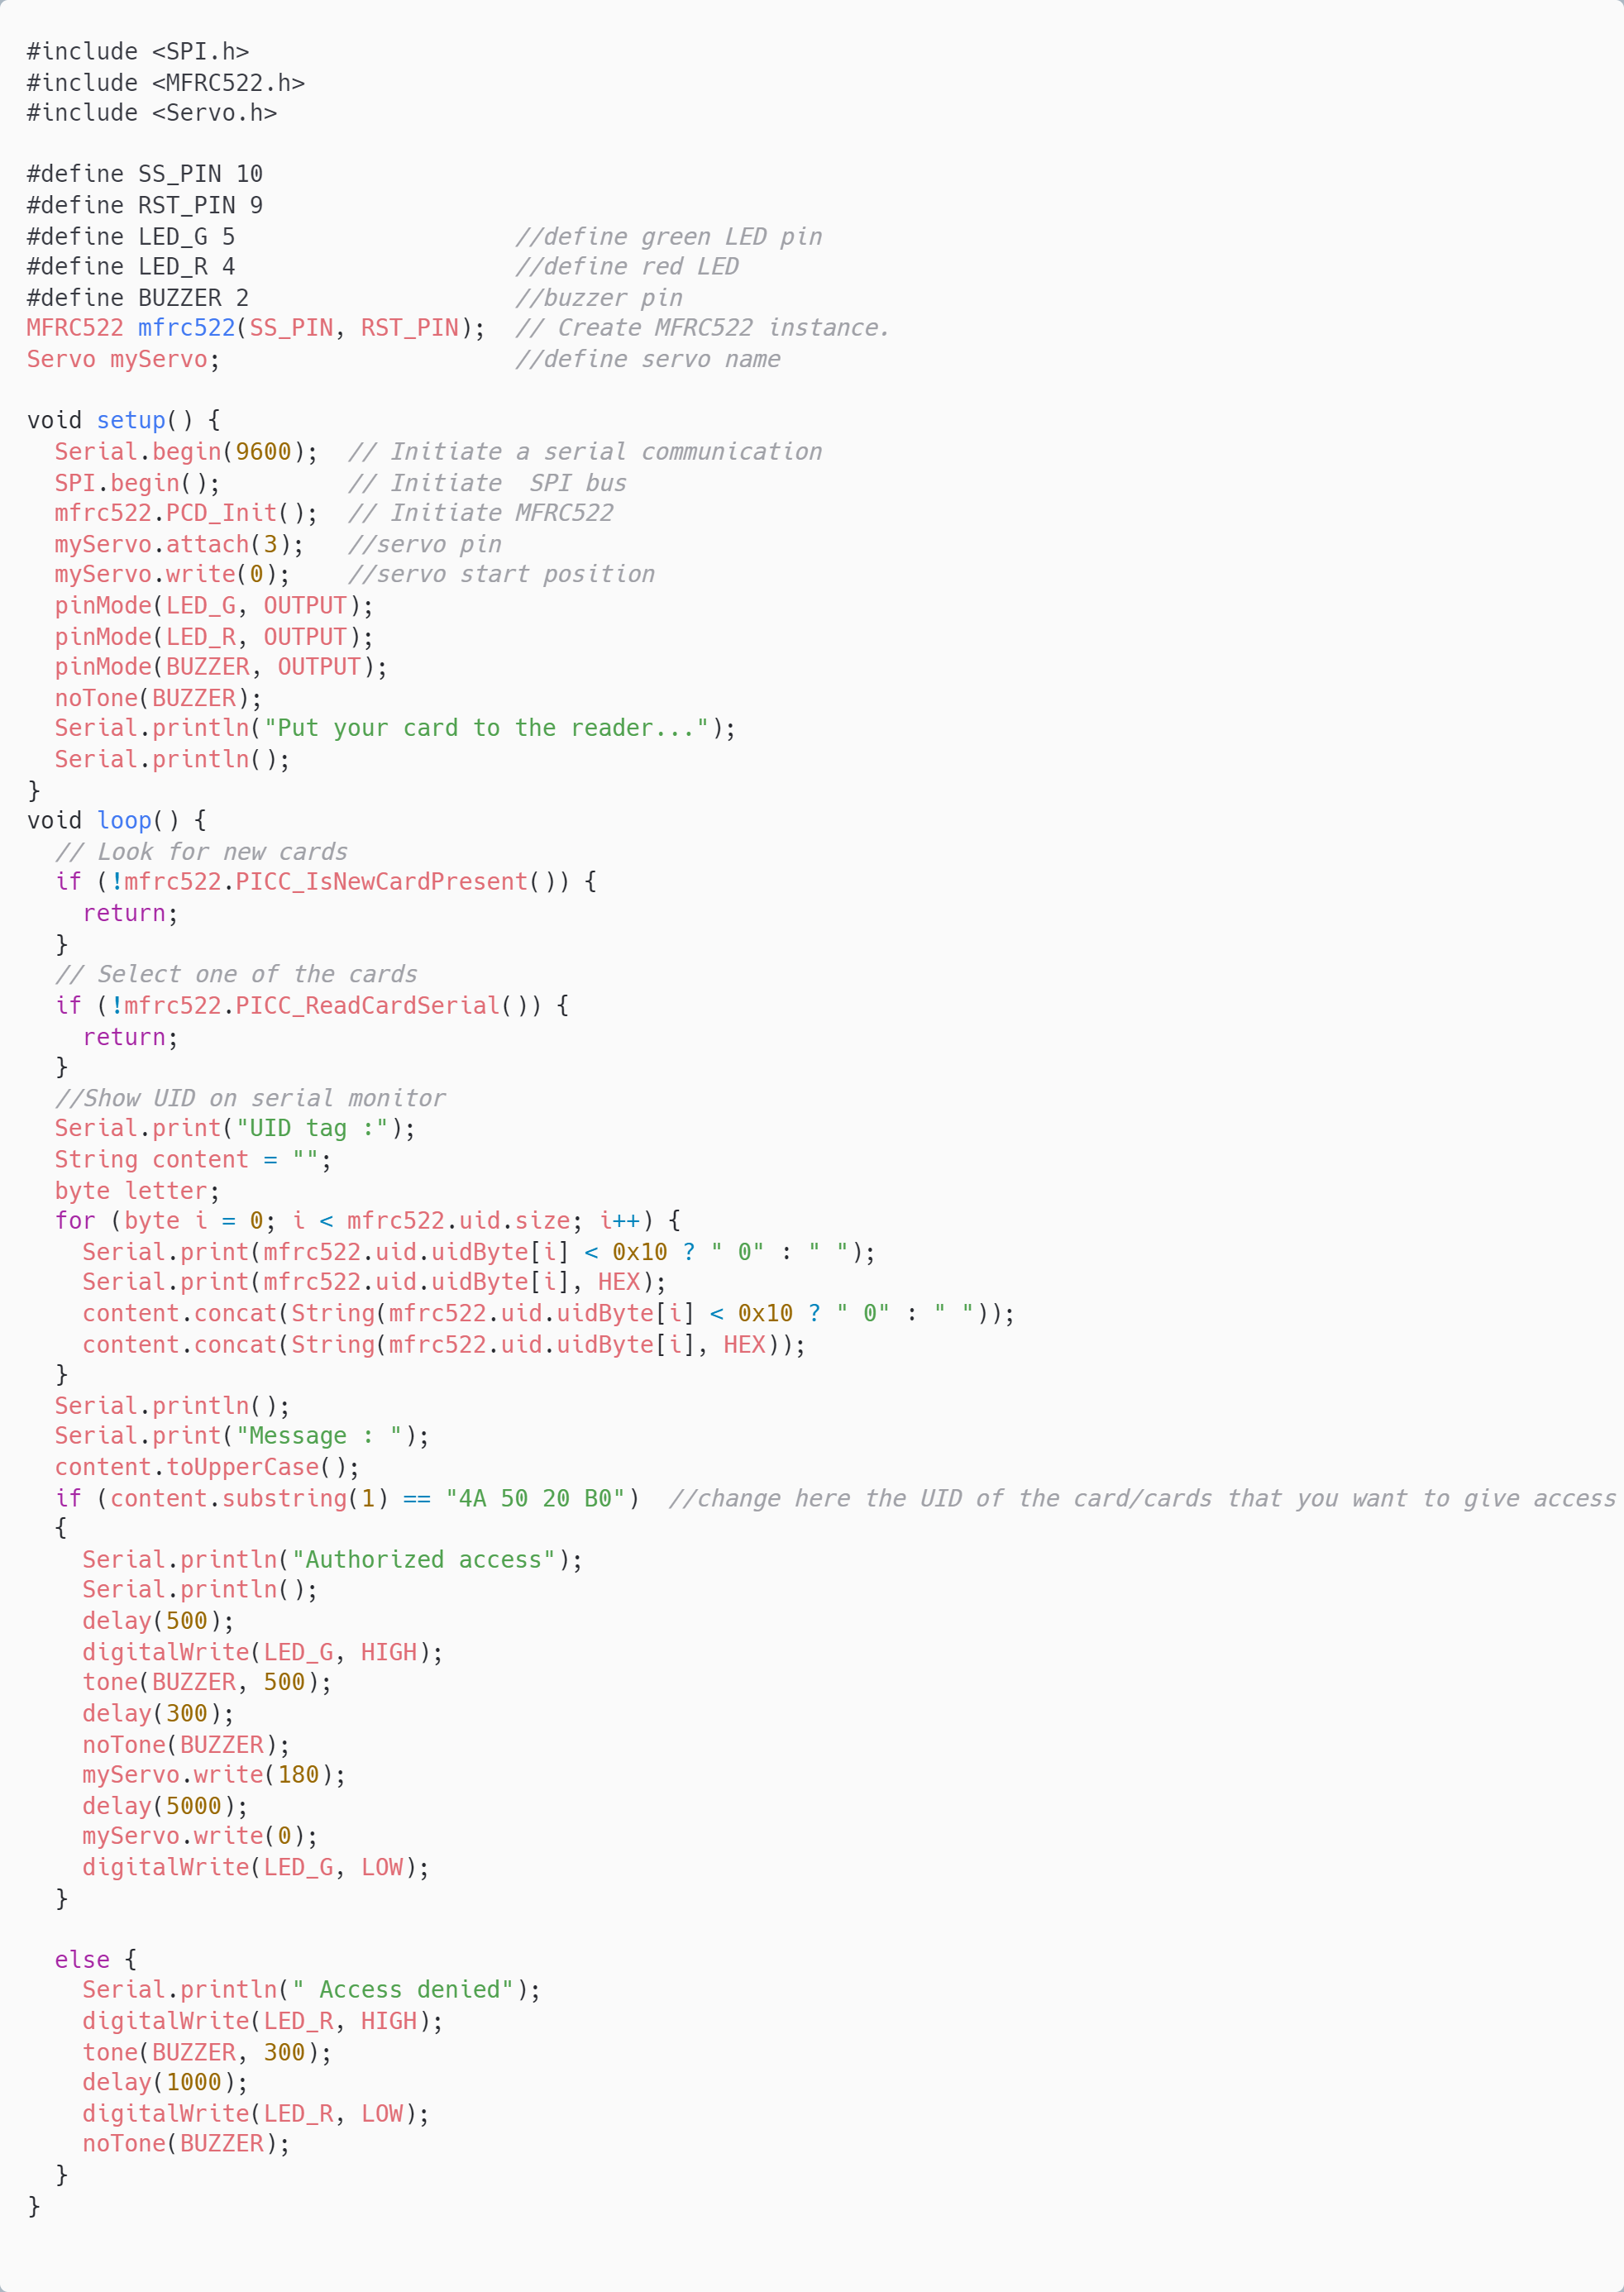 #include <SPI.h>
#include <MFRC522.h>
#include <Servo.h>

#define SS_PIN 10
#define RST_PIN 9
#define LED_G 5                    //define green LED pin
#define LED_R 4                    //define red LED
#define BUZZER 2                   //buzzer pin
MFRC522 mfrc522(SS_PIN, RST_PIN);  // Create MFRC522 instance.
Servo myServo;                     //define servo name

void setup() {
  Serial.begin(9600);  // Initiate a serial communication
  SPI.begin();         // Initiate  SPI bus
  mfrc522.PCD_Init();  // Initiate MFRC522
  myServo.attach(3);   //servo pin
  myServo.write(0);    //servo start position
  pinMode(LED_G, OUTPUT);
  pinMode(LED_R, OUTPUT);
  pinMode(BUZZER, OUTPUT);
  noTone(BUZZER);
  Serial.println("Put your card to the reader...");
  Serial.println();
}
void loop() {
  // Look for new cards
  if (!mfrc522.PICC_IsNewCardPresent()) {
    return;
  }
  // Select one of the cards
  if (!mfrc522.PICC_ReadCardSerial()) {
    return;
  }
  //Show UID on serial monitor
  Serial.print("UID tag :");
  String content = "";
  byte letter;
  for (byte i = 0; i < mfrc522.uid.size; i++) {
    Serial.print(mfrc522.uid.uidByte[i] < 0x10 ? " 0" : " ");
    Serial.print(mfrc522.uid.uidByte[i], HEX);
    content.concat(String(mfrc522.uid.uidByte[i] < 0x10 ? " 0" : " "));
    content.concat(String(mfrc522.uid.uidByte[i], HEX));
  }
  Serial.println();
  Serial.print("Message : ");
  content.toUpperCase();
  if (content.substring(1) == "4A 50 20 B0")  //change here the UID of the card/cards that you want to give access
  {
    Serial.println("Authorized access");
    Serial.println();
    delay(500);
    digitalWrite(LED_G, HIGH);
    tone(BUZZER, 500);
    delay(300);
    noTone(BUZZER);
    myServo.write(180);
    delay(5000);
    myServo.write(0);
    digitalWrite(LED_G, LOW);
  }

  else {
    Serial.println(" Access denied");
    digitalWrite(LED_R, HIGH);
    tone(BUZZER, 300);
    delay(1000);
    digitalWrite(LED_R, LOW);
    noTone(BUZZER);
  }
}